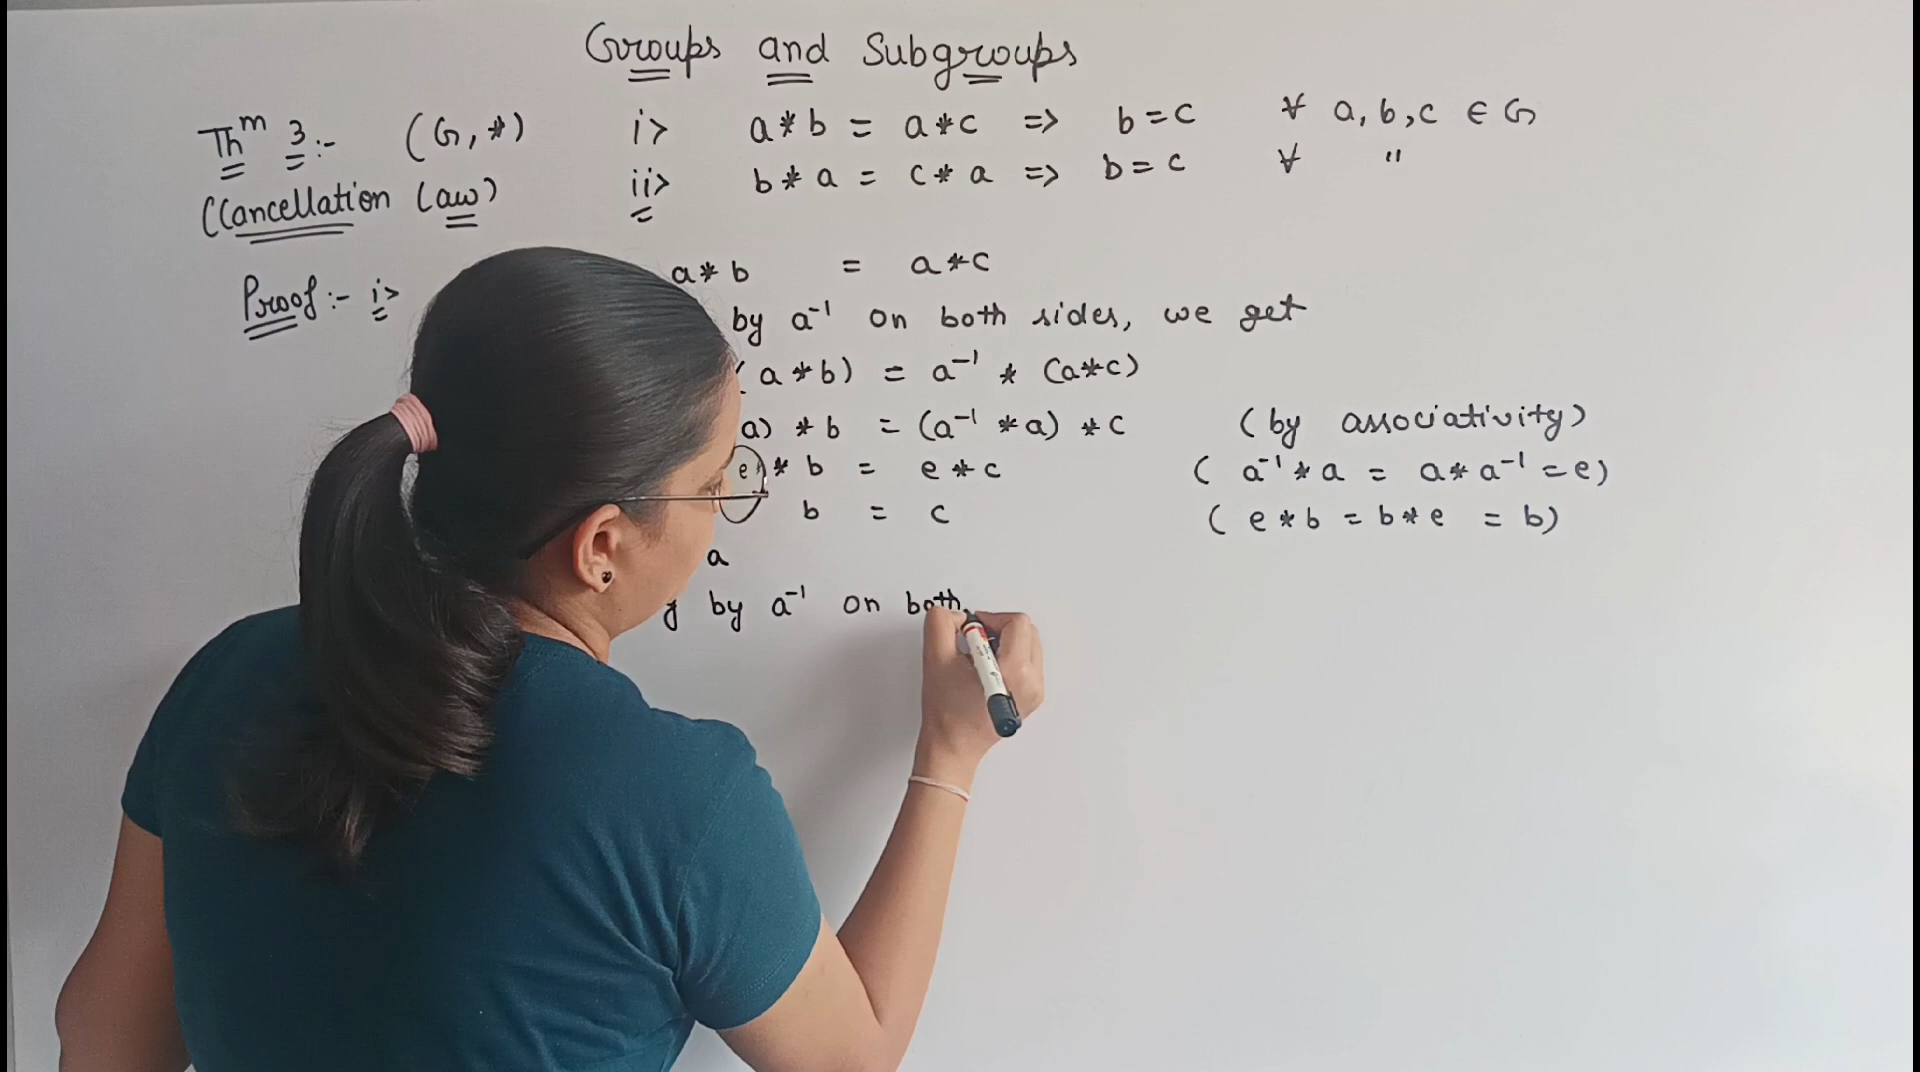 Groups and Subgroups
Thm 3:- (G, *) i> a * b = a * c => b = c ∀ a, b, c ∈ G
(Cancellation Law) ii> b * a = c * a => b = c ∀ "
Proof :- i> a * b = a * c
by a⁻¹ on both sides, we get
(a * b) = a⁻¹ * (a * c)
a) * b = (a⁻¹ * a) * c (by associativity)
e * b = e * c ( a⁻¹ * a = a * a⁻¹ = e)
b = c ( e * b = b * e = b)
a
by a⁻¹ on both